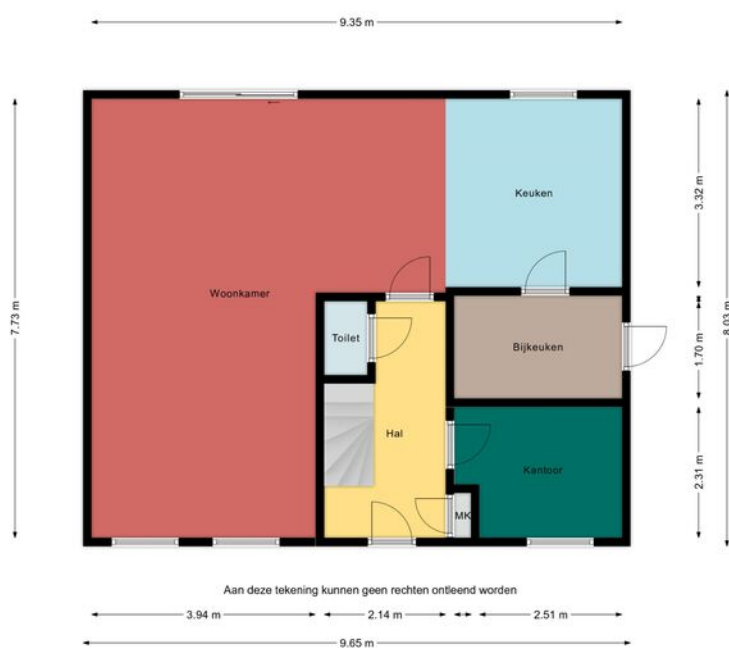 9.35 m
Keuken
3.32 m
Woonkamer
7.73 m
8.03 m
Toilet
Bijkeuken
1.70 m
Hal
Kantoor
2.31 m
MK
Aan deze tekening kunnen geen rechten ontleend worden
3.94 m 2.14 m 2.51 m
9.65 m